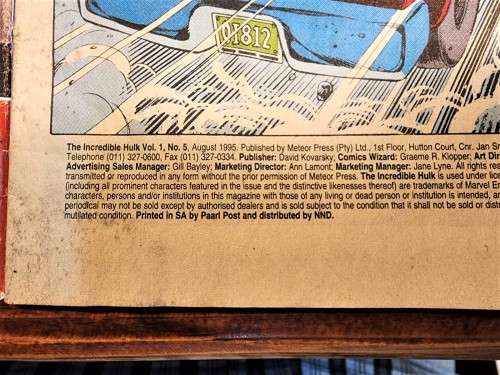 01812
The Incredible Hulk Vol. 1, No. 5, August 1995. Published by Meteor Press (Pty) Ltd., 1st Floor, Hutton Court, Cnr. Jan
Telephone (011) 327-0600, Fax (011) 327-0334. Publisher: David Kovarsky; Comics Wizard: Graeme R. Klopper; Art
Advertising Sales Manager: Gill Bayley; Marketing Director: Ann Lamont; Marketing Manager: Jane Lyne. All rights
transmitted or reproduced in any form without the prior permission of Meteor Press. The Incredible Hulk is used under
(including all prominent characters featured in the issue and the distinctive likenesses thereof) are trademarks of Marvel
characters, persons and/or institutions in this magazine with those of any living or dead person or institution is intended,
periodical may not be sold except by authorised dealers and is sold subject to the condition that it shall not be sold or
mutilated condition. Printed in SA by Paarl Post and distributed by NND.